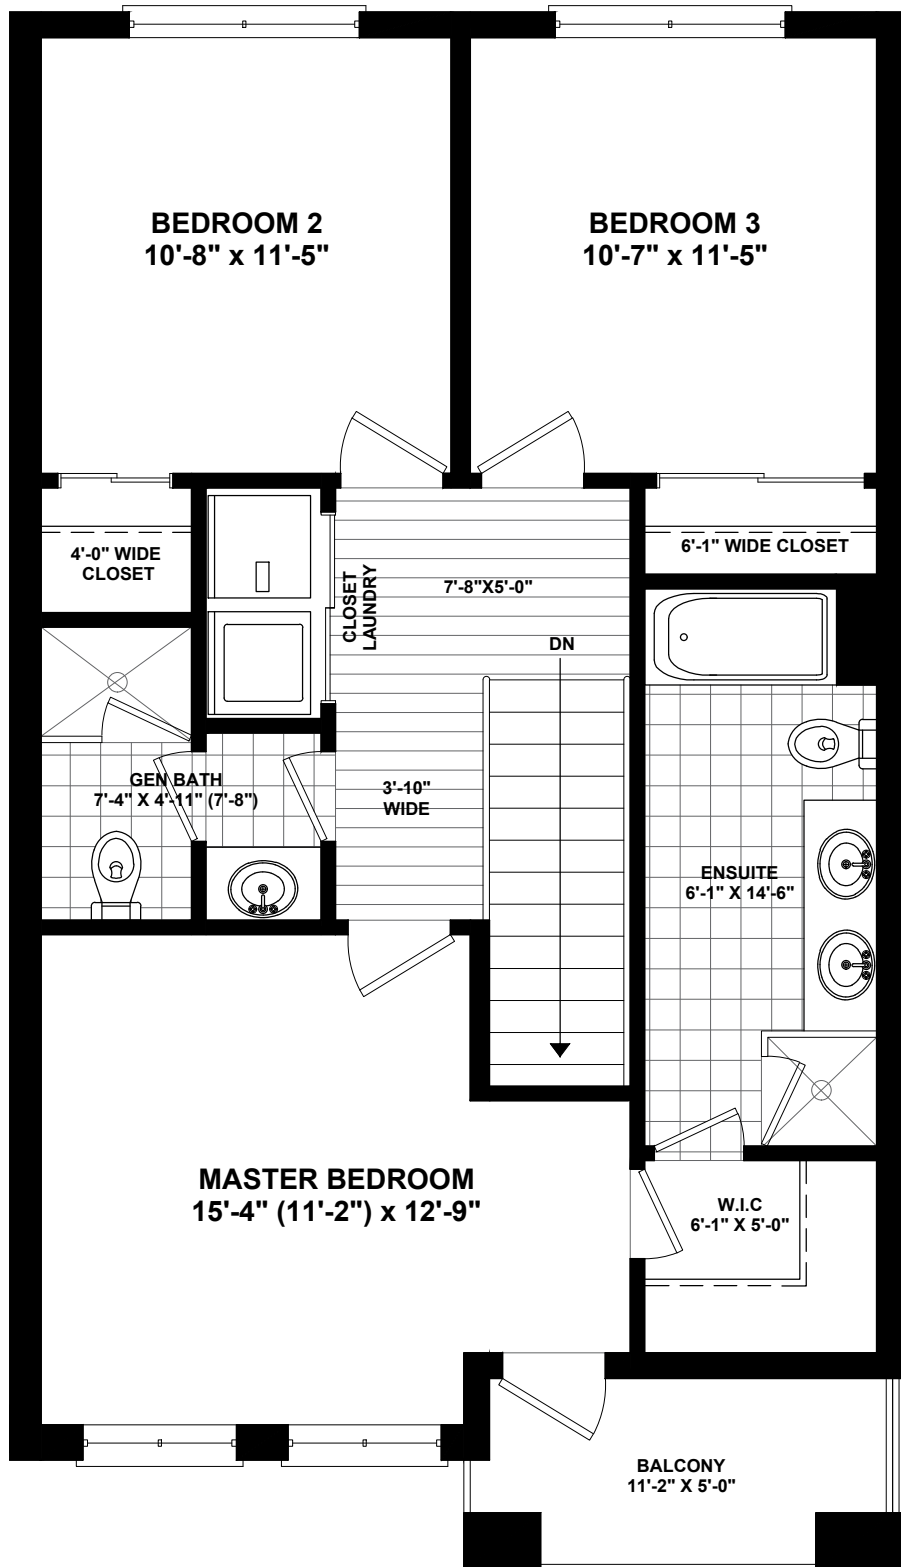 BEDROOM 2
10'-8" x 11'-5"
BEDROOM 3
10'-7" x 11'-5"
4'-0" WIDE
CLOSET
CLOSET
LAUNDRY
7'-8"X5'-0"
6'-1" WIDE CLOSET
DN
GEN BATH
7'-4" X 4'-11" (7'-8")
3'-10"
WIDE
ENSUITE
6'-1" X 14'-6"
MASTER BEDROOM
15'-4" (11'-2") x 12'-9"
W.I.C
6'-1" X 5'-0"
BALCONY
11'-2" X 5'-0"